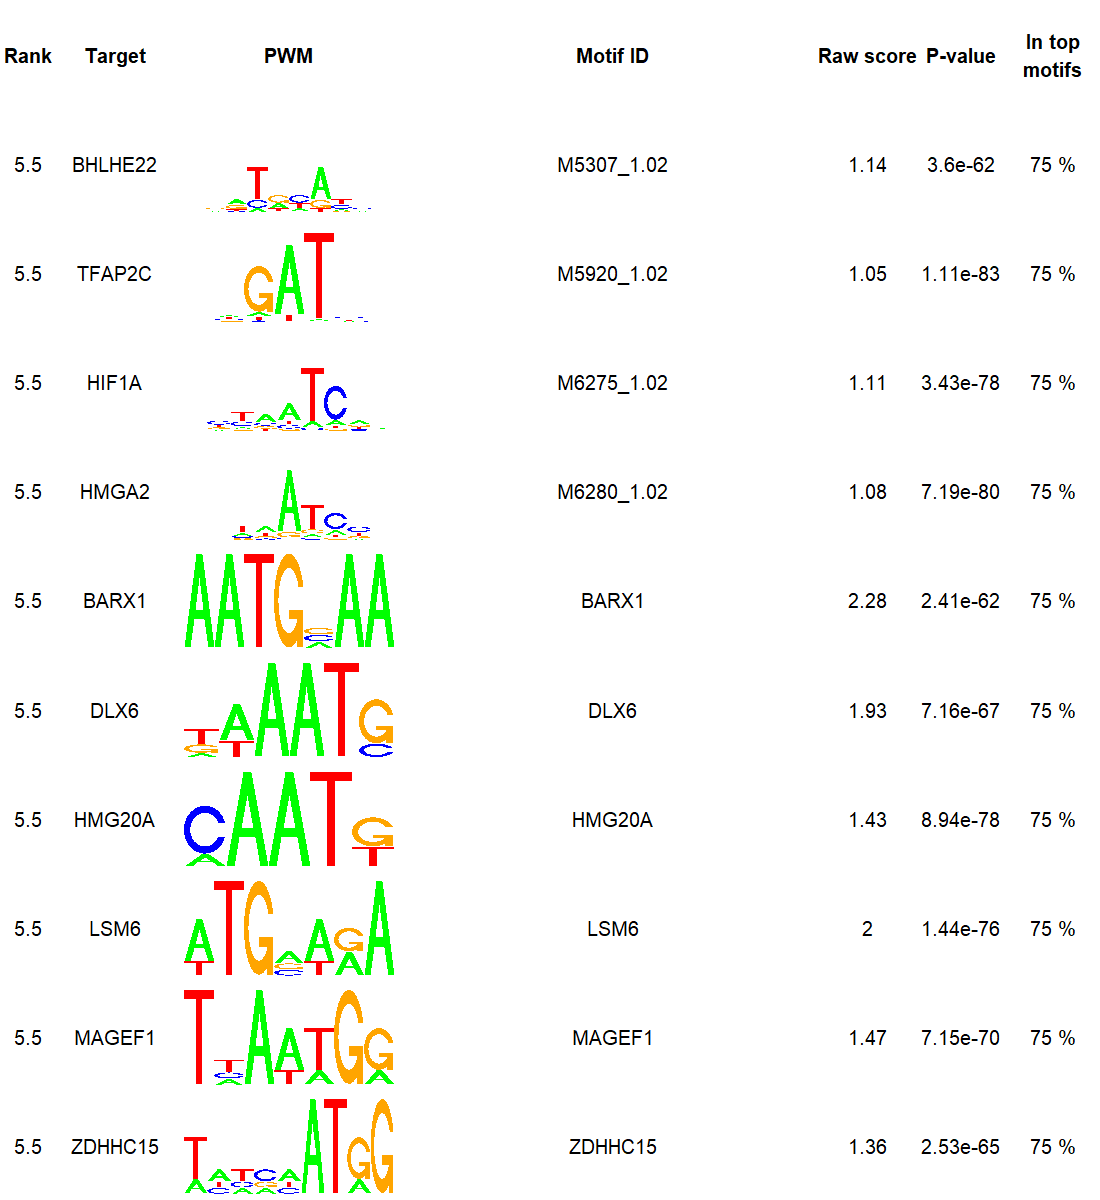 Rank Target PWM Motif ID Raw score P-value In top motifs
5.5 BHLHE22 M5307_1.02 1.14 3.6e-62 75 %
5.5 TFAP2C GAT M5920_1.02 1.05 1.11e-83 75 %
5.5 HIF1A M6275_1.02 1.11 3.43e-78 75 %
5.5 HMGA2 M6280_1.02 1.08 7.19e-80 75 %
5.5 BARX1 BARX1 2.28 2.41e-62 75 %
5.5 DLX6 DLX6 1.93 7.16e-67 75 %
5.5 HMG20A HMG20A 1.43 8.94e-78 75 %
5.5 LSM6 LSM6 2 1.44e-76 75 %
5.5 MAGEF1 MAGEF1 1.47 7.15e-70 75 %
5.5 ZDHHC15 ZDHHC15 1.36 2.53e-65 75 %